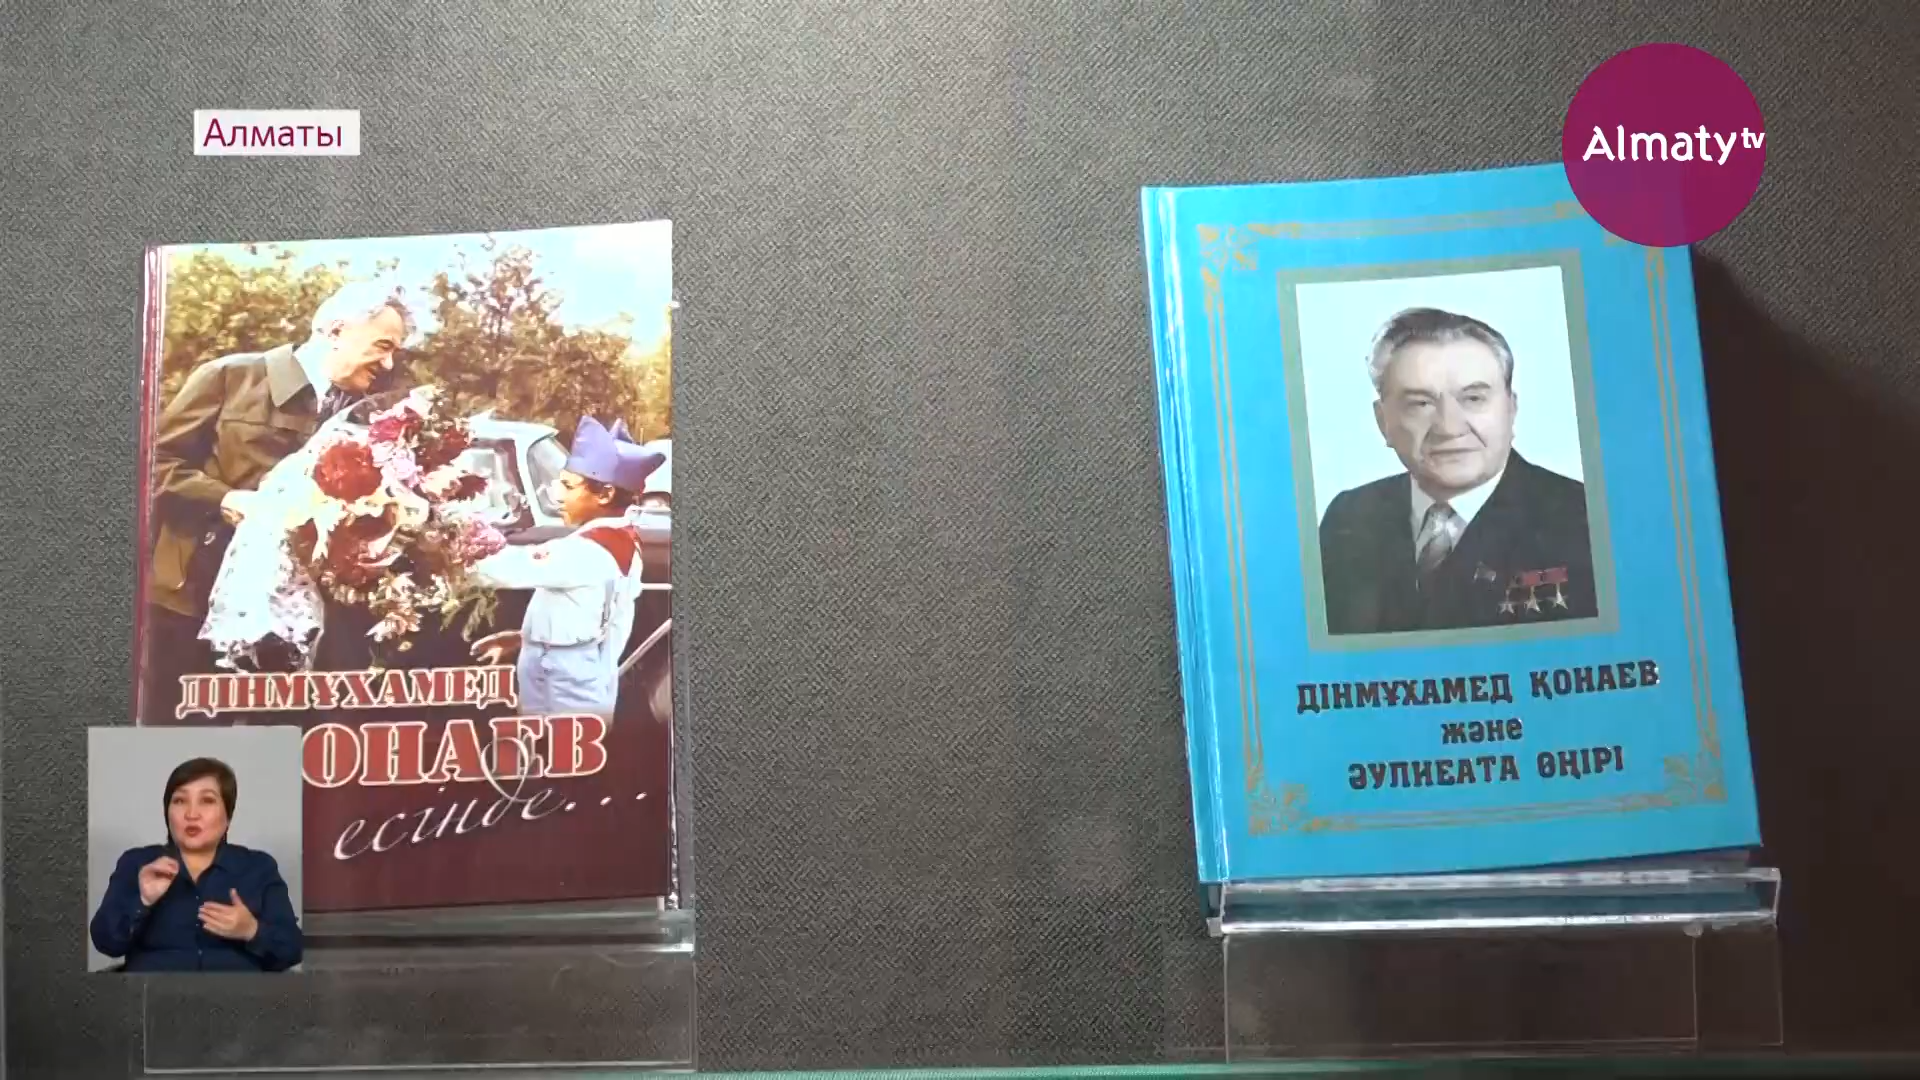 Алматы
Almaty tv
ДІНМҰХАМЕД
ОНАЕВ
есінде...
ДІНМҰХАМЕД ҚОНАЕВ
және
ӘУЛИЕАТА ӨҢІРІ